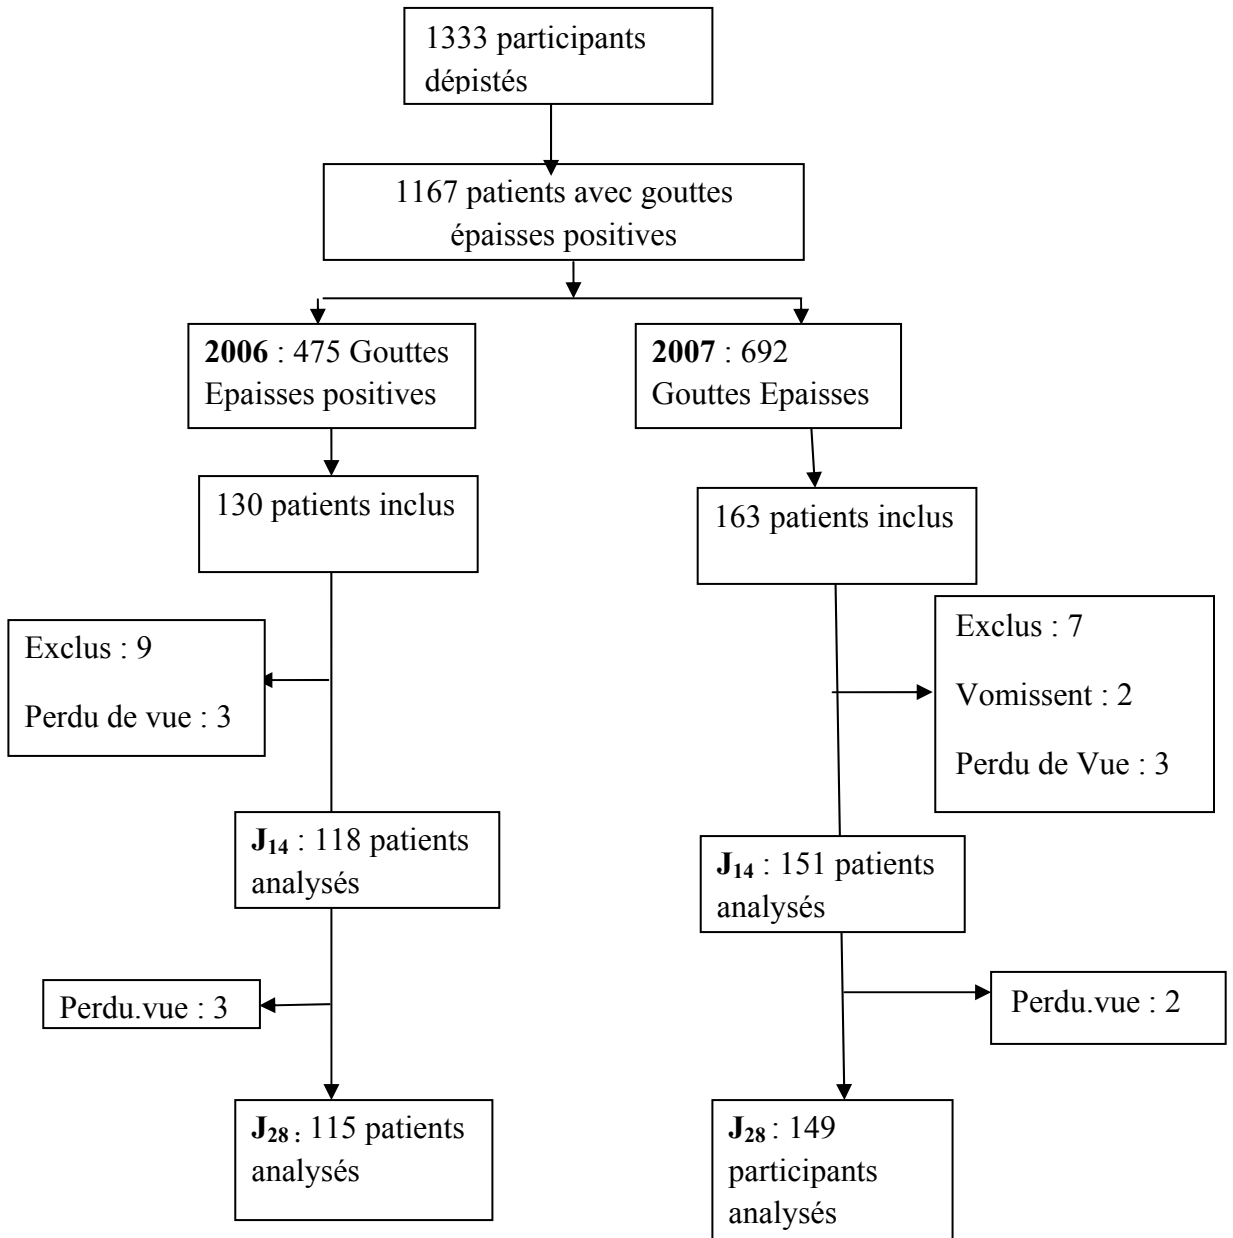 1333 participants
dépistés
1167 patients avec gouttes
épaisses positives
2006 : 475 Gouttes
Epaisses positives
2007 : 692
Gouttes Epaisses
130 patients inclus
163 patients inclus
Exclus : 9
Perdu de vue : 3
Exclus : 7
Vomissent : 2
Perdu de Vue : 3
J14 : 118 patients
analysés
J14 : 151 patients
analysés
Perdu.vue : 3
Perdu.vue : 2
J28 : 115 patients
analysés
J28 : 149
participants
analysés